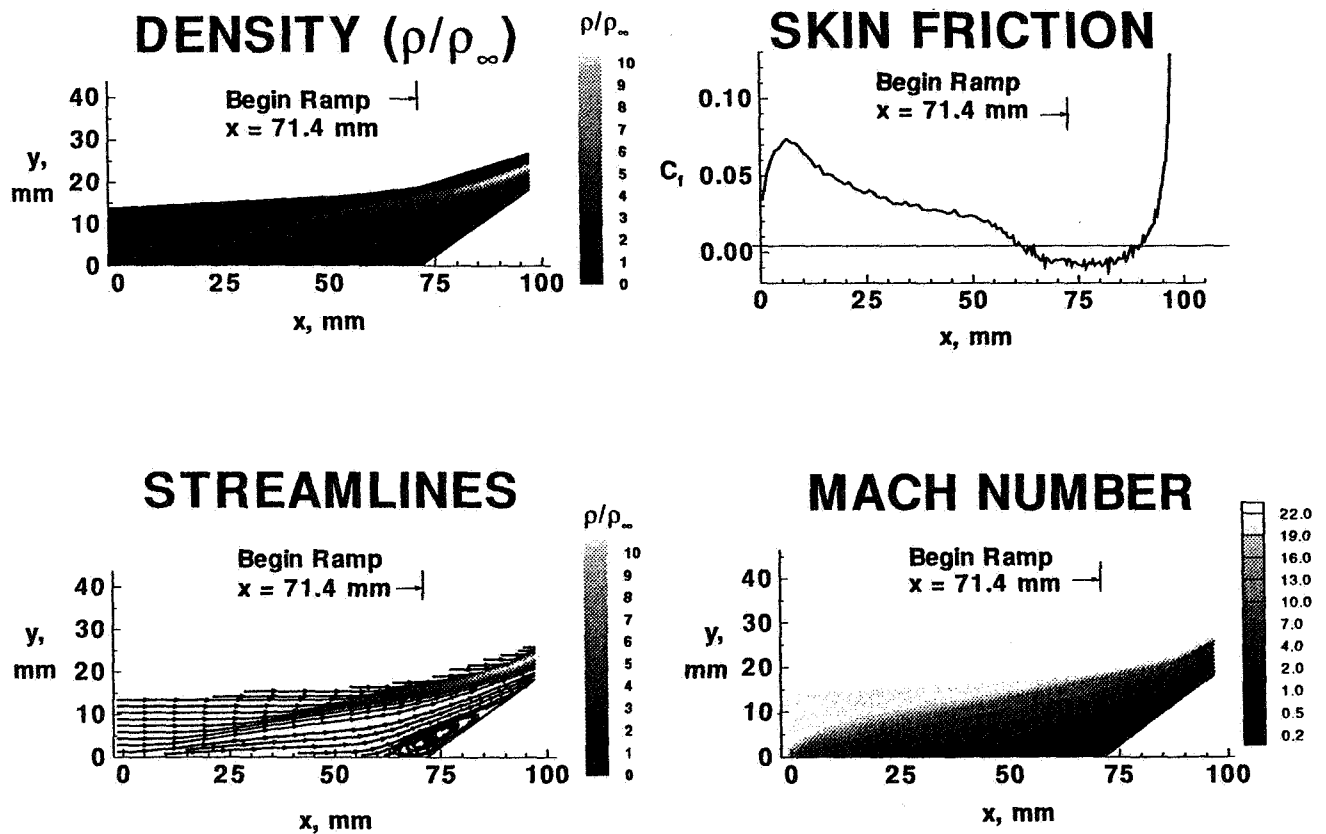 DENSITY (ρ/ρ∞)
ρ/ρ∞
10
9
8
7
6
5
4
3
2
1
0
Begin Ramp
x = 71.4 mm
40
30
20
10
0
y,
mm
0 25 50 75 100
x, mm
SKIN FRICTION
Begin Ramp
x = 71.4 mm
0.10
0.05
0.00
Cf
0 25 50 75 100
x, mm
STREAMLINES
ρ/ρ∞
10
9
8
7
6
5
4
3
2
1
0
Begin Ramp
x = 71.4 mm
40
30
20
10
0
y,
mm
0 25 50 75 100
x, mm
MACH NUMBER
22.0
19.0
16.0
13.0
10.0
7.0
4.0
2.0
1.0
0.5
0.2
Begin Ramp
x = 71.4 mm
40
30
20
10
0
y,
mm
0 25 50 75 100
x, mm